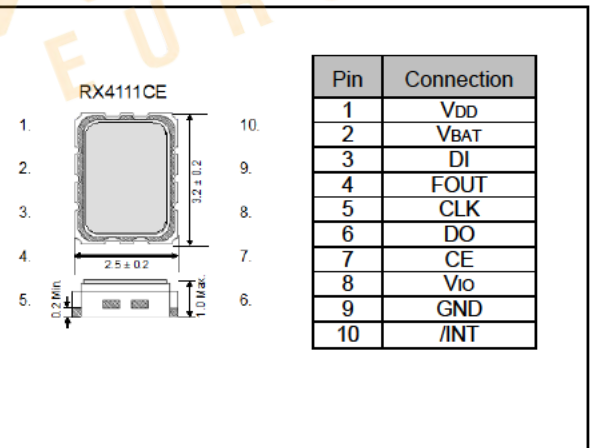 E U R
RX4111CE
1. 10.
2. 9.
3. 8.
4. 7.
5. 6.
3.2 ± 0.2
2.5 ± 0.2
0.2 Min.
1.0 Max.
Pin Connection
1 VDD
2 VBAT
3 DI
4 FOUT
5 CLK
6 DO
7 CE
8 VIO
9 GND
10 /INT